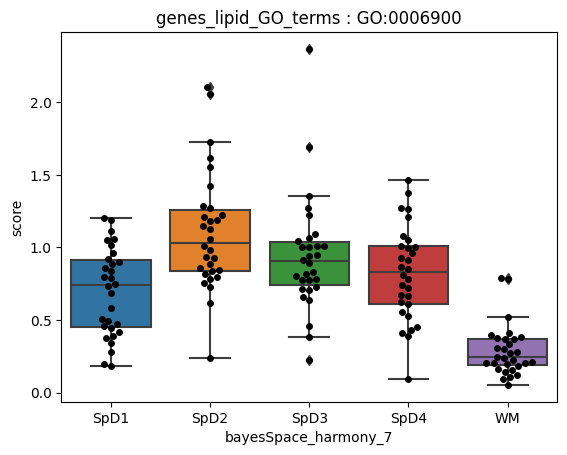 genes_lipid_GO_terms : GO:0006900
2.0
1.5
1.0
0.5
0.0
score
SpD1 SpD2 SpD3 SpD4 WM
bayesSpace_harmony_7